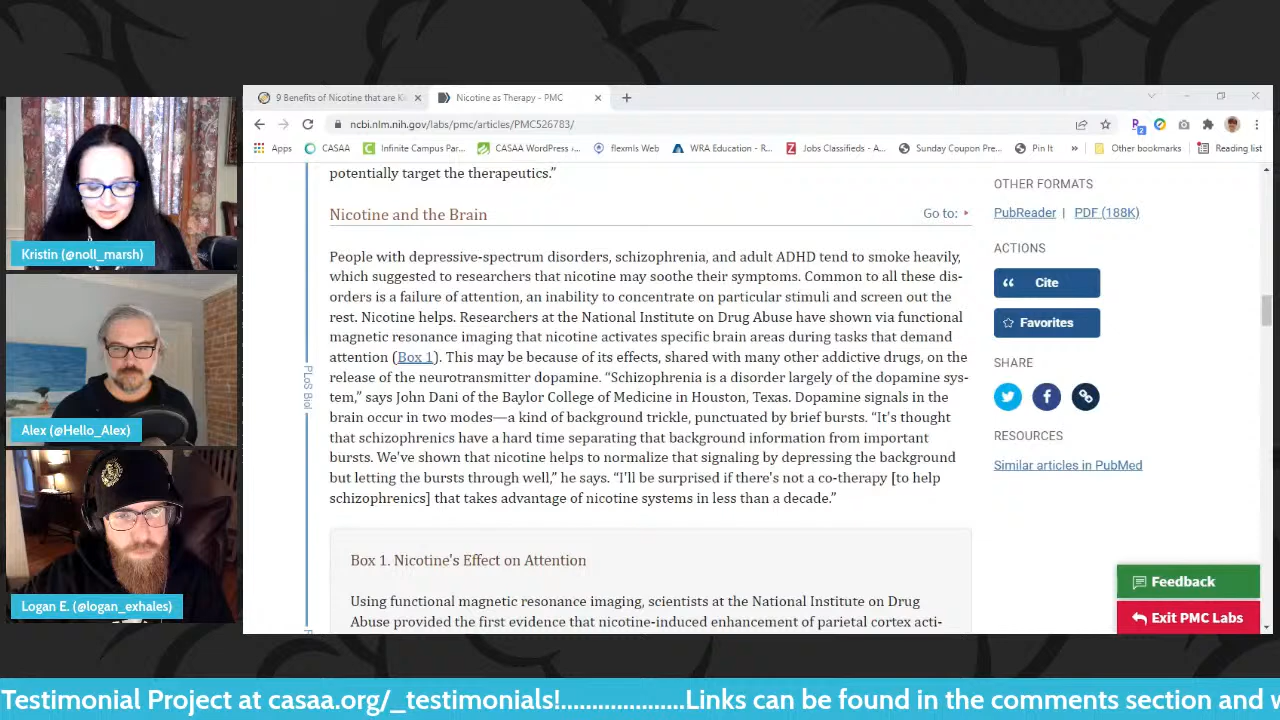 Kristin (@noll_marsh)
Alex (@Hello_Alex)
Logan E. (@logan_exhales)
9 Benefits of Nicotine that are K
Nicotine as Therapy - PMC
ncbi.nlm.nih.gov/labs/pmc/articles/PMC526783/
Apps CASAA Infinite Campus Par... CASAA WordPress ‹... flexmls Web WRA Education - R... Jobs Classifieds - A... Sunday Coupon Pre... Pin It » Other bookmarks Reading list
potentially target the therapeutics.”
Nicotine and the Brain
Go to:
People with depressive-spectrum disorders, schizophrenia, and adult ADHD tend to smoke heavily,
which suggested to researchers that nicotine may soothe their symptoms. Common to all these dis-
orders is a failure of attention, an inability to concentrate on particular stimuli and screen out the
rest. Nicotine helps. Researchers at the National Institute on Drug Abuse have shown via functional
magnetic resonance imaging that nicotine activates specific brain areas during tasks that demand
attention (Box 1). This may be because of its effects, shared with many other addictive drugs, on the
release of the neurotransmitter dopamine. “Schizophrenia is a disorder largely of the dopamine sys-
tem,” says John Dani of the Baylor College of Medicine in Houston, Texas. Dopamine signals in the
brain occur in two modes—a kind of background trickle, punctuated by brief bursts. “It's thought
that schizophrenics have a hard time separating that background information from important
bursts. We've shown that nicotine helps to normalize that signaling by depressing the background
but letting the bursts through well,” he says. “I'll be surprised if there's not a co-therapy [to help
schizophrenics] that takes advantage of nicotine systems in less than a decade.”
Box 1. Nicotine's Effect on Attention
Using functional magnetic resonance imaging, scientists at the National Institute on Drug
Abuse provided the first evidence that nicotine-induced enhancement of parietal cortex acti-
PLoS Biol
OTHER FORMATS
PubReader | PDF (188K)
ACTIONS
Cite
Favorites
SHARE
RESOURCES
Similar articles in PubMed
Feedback
Exit PMC Labs
Testimonial Project at casaa.org/_testimonials!....................Links can be found in the comments section and w